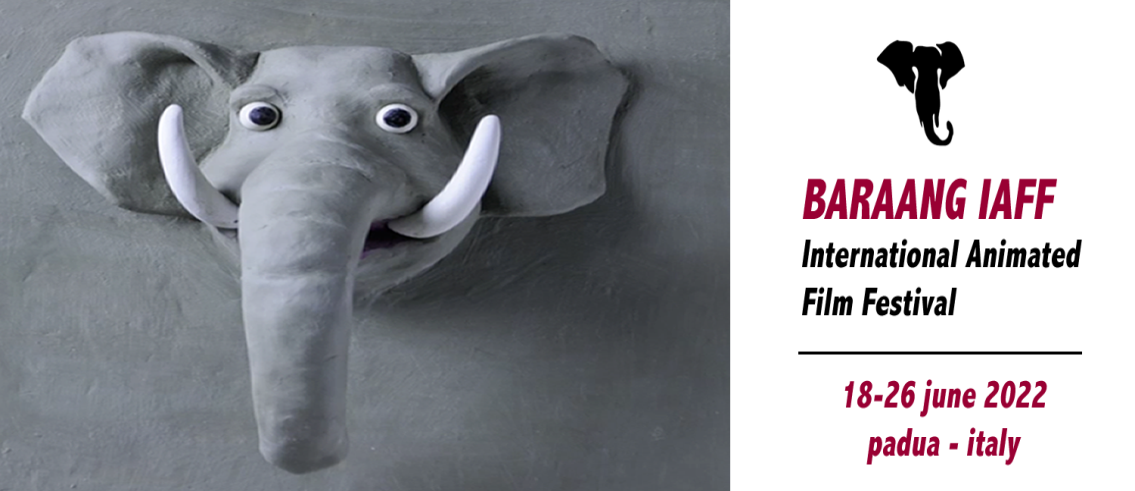 BARAANG IAFF
International Animated
Film Festival
18-26 june 2022
padua - italy